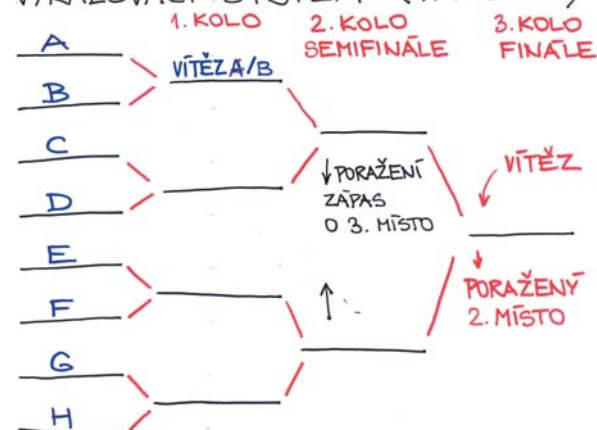 1. KOLO
2. KOLO
SEMIFINÁLE
3. KOLO
FINÁLE
A
B
VÍTĚZ A/B
C
D
E
F
G
H
↓ PORAŽENÍ
ZÁPAS
O 3. MÍSTO
↑
VÍTĚZ
PORAŽENÝ
2. MÍSTO